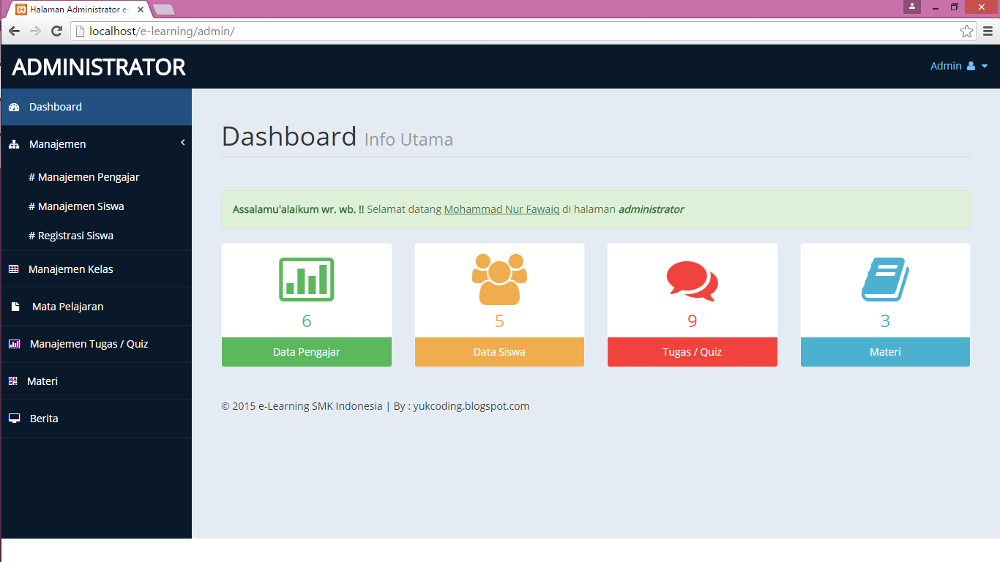 Halaman Administrator e-
localhost/e-learning/admin/
ADMINISTRATOR
Admin
Dashboard
Manajemen
# Manajemen Pengajar
# Manajemen Siswa
# Registrasi Siswa
Manajemen Kelas
Mata Pelajaran
Manajemen Tugas / Quiz
Materi
Berita
Dashboard Info Utama
Assalamu'alaikum wr. wb. !! Selamat datang Mohammad Nur Fawaiq di halaman administrator
6
Data Pengajar
5
Data Siswa
9
Tugas / Quiz
3
Materi
© 2015 e-Learning SMK Indonesia | By : yukcoding.blogspot.com